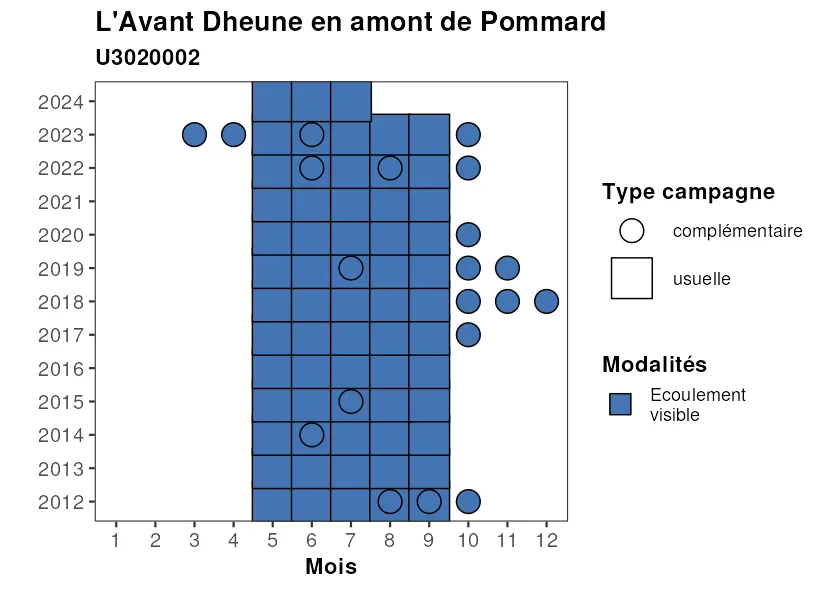 L'Avant Dheune en amont de Pommard
U3020002
2024
2023
2022
2021
2020
2019
2018
2017
2016
2015
2014
2013
2012
1 2 3 4 5 6 7 8 9 10 11 12
Mois
Type campagne
complémentaire
usuelle
Modalités
Ecoulement
visible